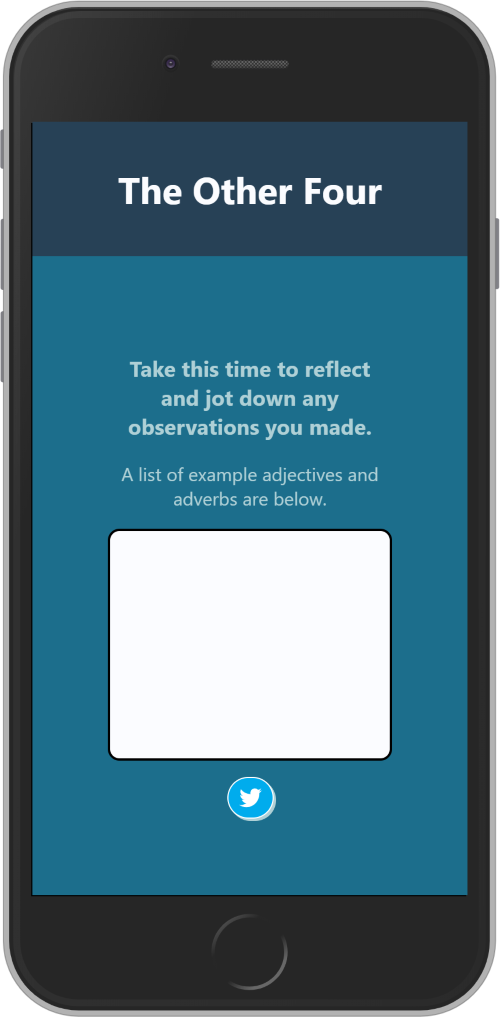 The Other Four
Take this time to reflect
and jot down any
observations you made.
A list of example adjectives and
adverbs are below.